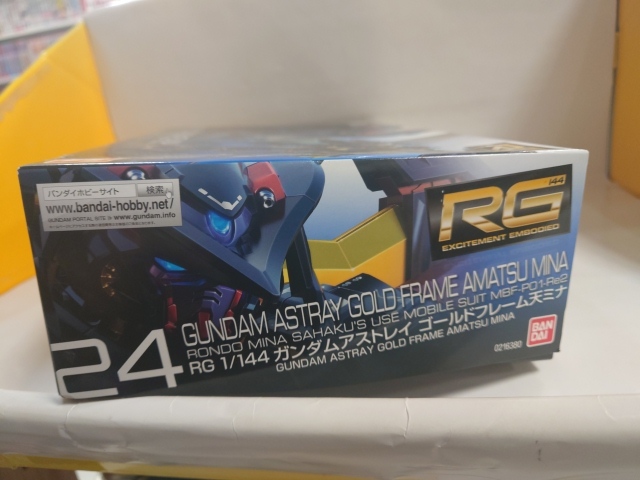 バンダイホビーサイト 検索
www.bandai-hobby.net/
GUNDAM PORTAL SITE is www.gundam.info
1/144
RG
EXCITEMENT EMBODIED
24
GUNDAM ASTRAY GOLD FRAME AMATSU MINA
RONDO MINA SAHAKU'S USE MOBILE SUIT MBF-P01-Re2
RG 1/144 ガンダムアストレイ ゴールドフレーム天ミナ
GUNDAM ASTRAY GOLD FRAME AMATSU MINA
BAN
DAI
0216380